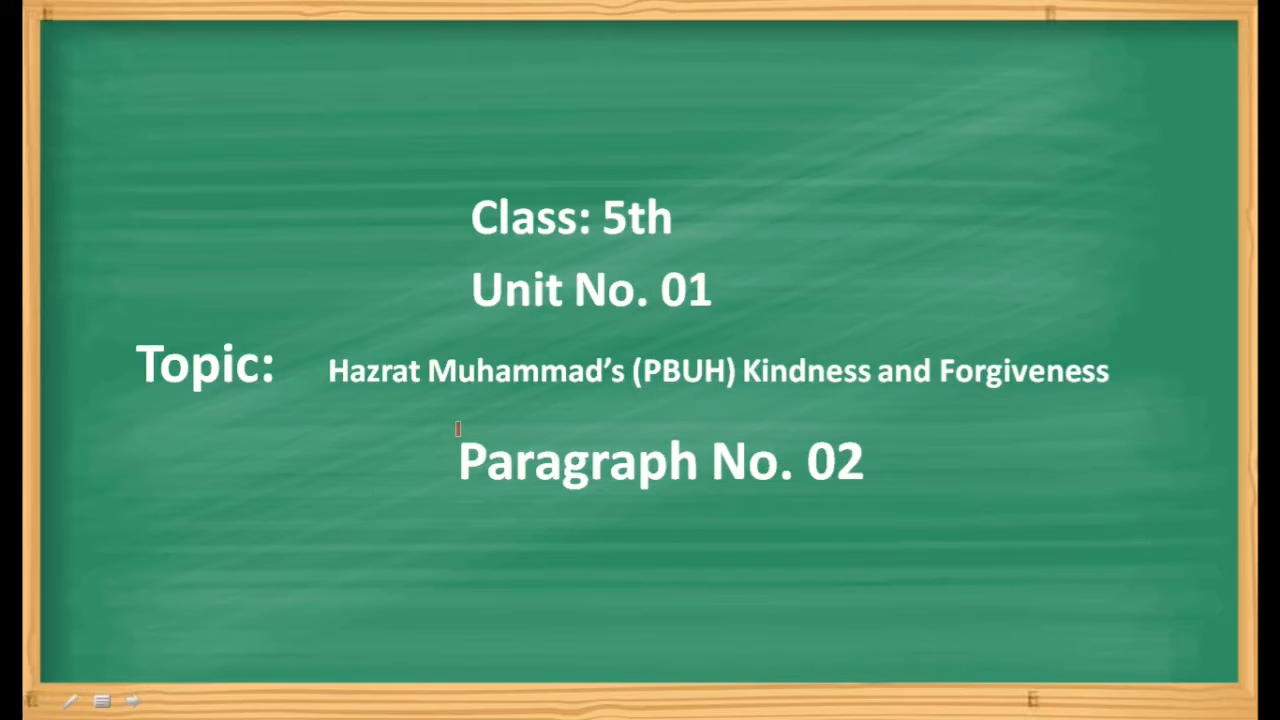 Class: 5th
Unit No. 01
Topic: Hazrat Muhammad’s (PBUH) Kindness and Forgiveness
Paragraph No. 02